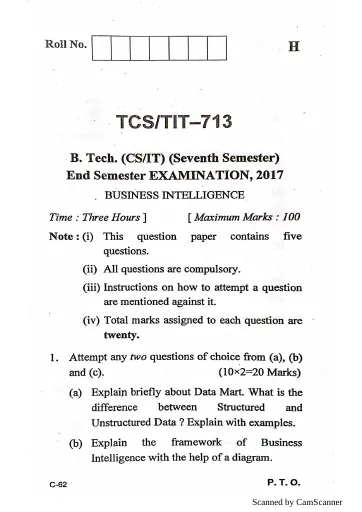 Roll No. H
TCS/TIT–713
B. Tech. (CS/IT) (Seventh Semester)
End Semester EXAMINATION, 2017
BUSINESS INTELLIGENCE
Time : Three Hours ] [ Maximum Marks : 100
Note : (i) This question paper contains five
questions.
(ii) All questions are compulsory.
(iii) Instructions on how to attempt a question
are mentioned against it.
(iv) Total marks assigned to each question are
twenty.
1. Attempt any two questions of choice from (a), (b)
and (c). (10×2=20 Marks)
(a) Explain briefly about Data Mart. What is the
difference between Structured and
Unstructured Data ? Explain with examples.
(b) Explain the framework of Business
Intelligence with the help of a diagram.
C-62 P. T. O.
Scanned by CamScanner